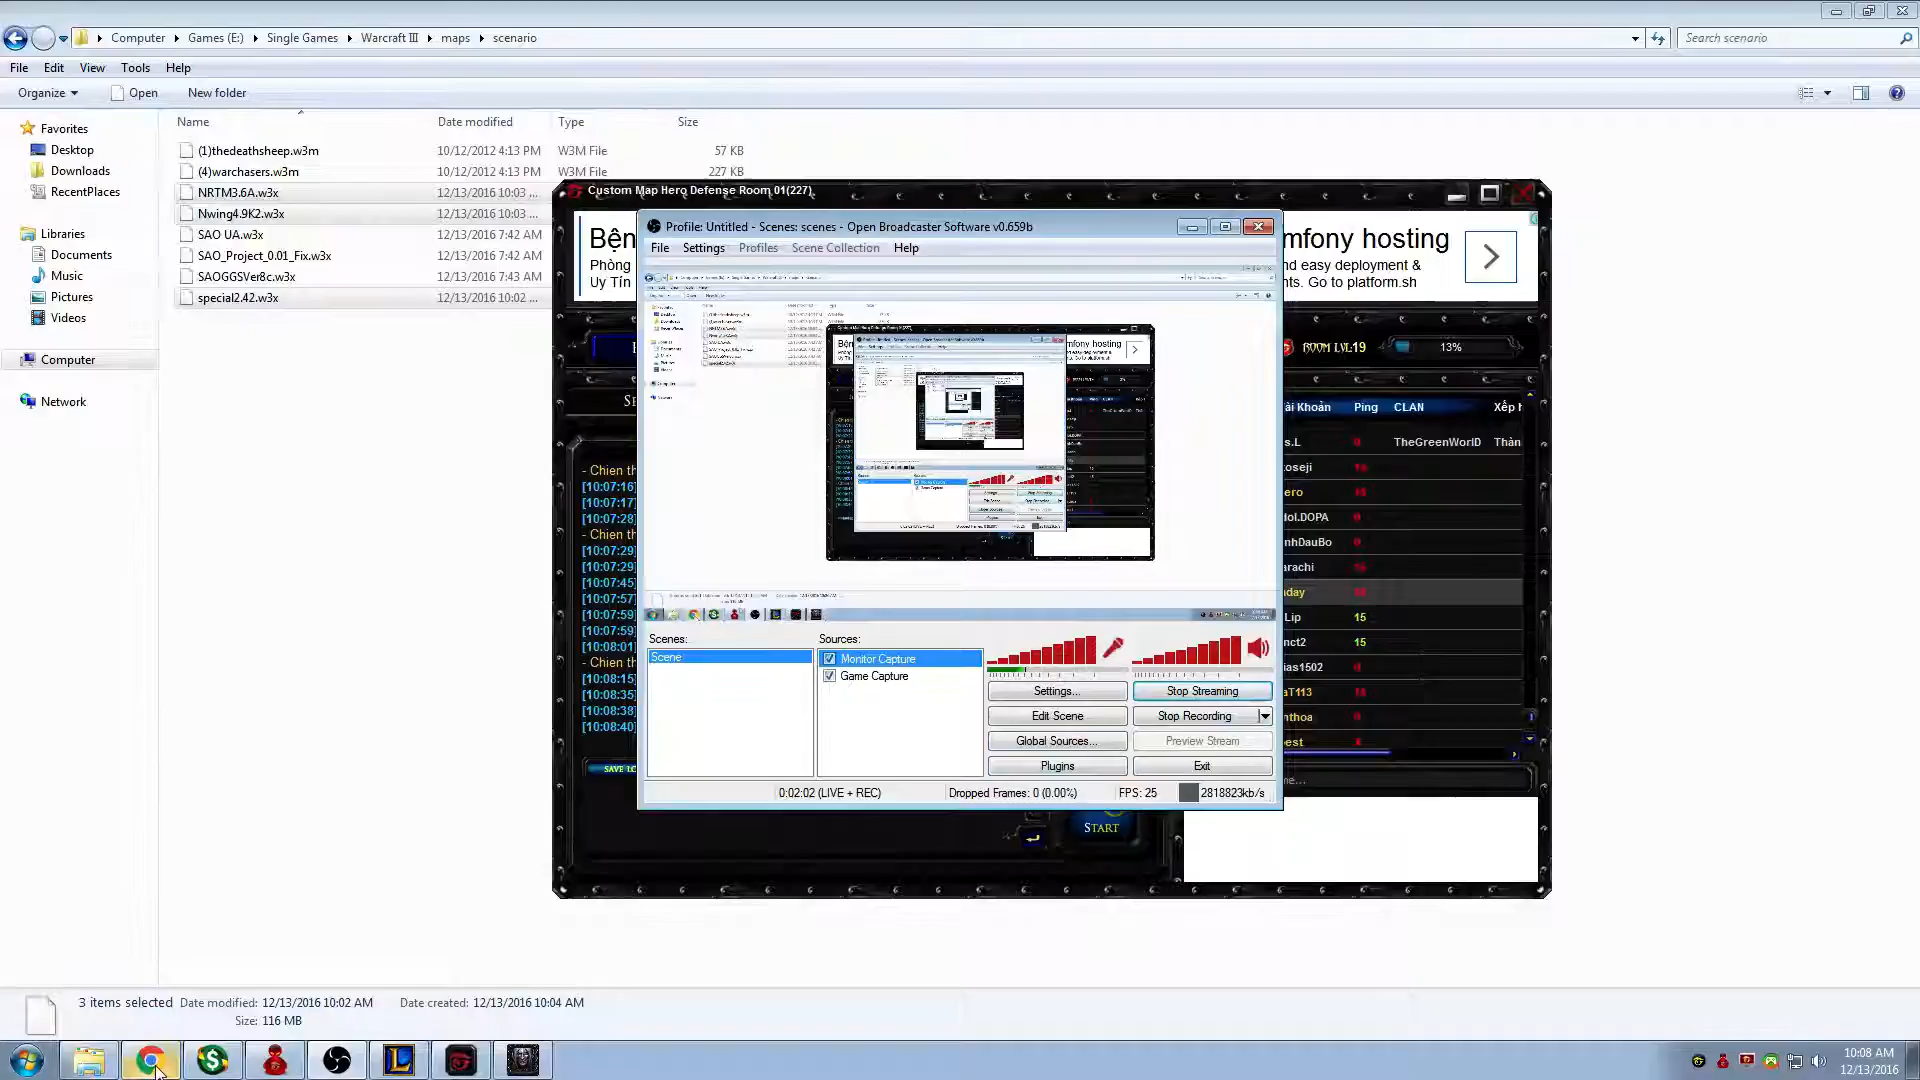 Computer Games (E:) Single Games Warcraft III maps scenario
Search scenario
File Edit View Tools Help
Organize Open New folder
Name Date modified Type Size
Favorites
Desktop
Downloads
RecentPlaces
Libraries
Documents
Music
Pictures
Videos
Computer
Network
(1)thedeathsheep.w3m 10/12/2012 4:13 PM W3M File 57 KB
(4)warchasers.w3m 10/12/2012 4:13 PM W3M File 227 KB
NRTM3.6A.w3x 12/13/2016 10:03 ...
Nwing4.9K2.w3x 12/13/2016 10:03 ...
SAO UA.w3x 12/13/2016 7:42 AM
SAO_Project_0.01_Fix.w3x 12/13/2016 7:42 AM
SAOGGSVer8c.w3x 12/13/2016 7:43 AM
special2.42.w3x 12/13/2016 10:02 ...
Custom Map Hero Defense Room 01(227)
Bện
Phòng
Uy Tín
mfony hosting
nd easy deployment &
nts. Go to platform.sh
ROOM LVL:19 13%
Profile: Untitled - Scenes: scenes - Open Broadcaster Software v0.659b
File Settings Profiles Scene Collection Help
- Chien th
[10:07:16]
[10:07:17]
[10:07:28]
- Chien th
[10:07:29]
[10:07:29]
[10:07:45]
[10:07:57]
[10:07:59]
[10:07:59]
[10:08:01]
- Chien th
[10:08:15]
[10:08:35]
[10:08:38]
[10:08:40]
ài Khoản Ping CLAN Xếp h
s.L TheGreenWorlD Thàn
toseji
ero
dol.DOPA
nhDauBo
arachi
day
Lip 15
nct2 15
ias1502
aT113
nthoa
best
Scenes:
Scene
Sources:
Monitor Capture
Game Capture
Settings... Stop Streaming
Edit Scene Stop Recording
Global Sources... Preview Stream
Plugins Exit
0:02:02 (LIVE + REC) Dropped Frames: 0 (0.00%) FPS: 25 2818823kb/s
START
3 items selected Date modified: 12/13/2016 10:02 AM Date created: 12/13/2016 10:04 AM
Size: 116 MB
10:08 AM
12/13/2016